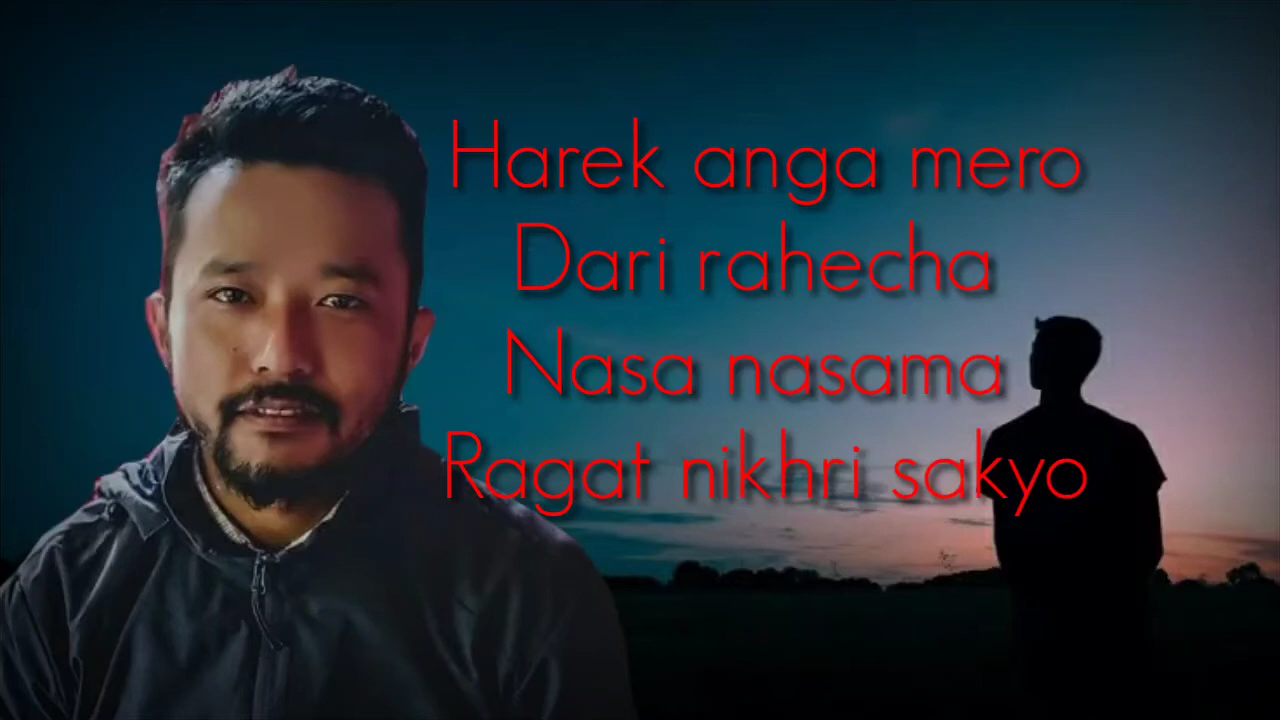 Harek anga mero
Dari rahecha
Nasa nasama
Ragat nikhri sakyo